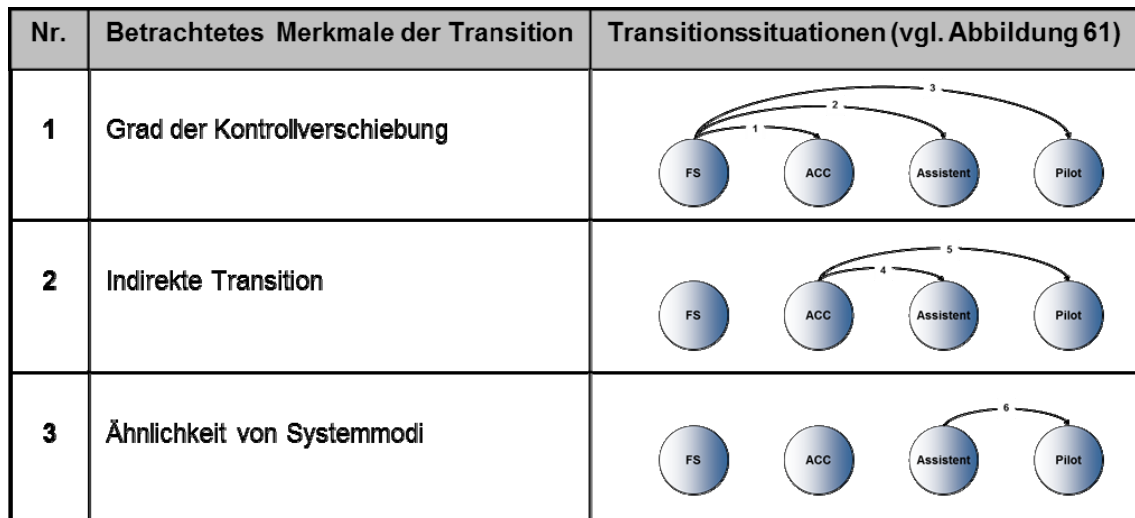 Nr. Betrachtetes Merkmale der Transition Transitionssituationen (vgl. Abbildung 61)
3
2
1 Grad der Kontrollverschiebung 1
FS ACC Assistent Pilot
5
2 Indirekte Transition 4
FS ACC Assistent Pilot
6
3 Ähnlichkeit von Systemmodi
FS ACC Assistent Pilot